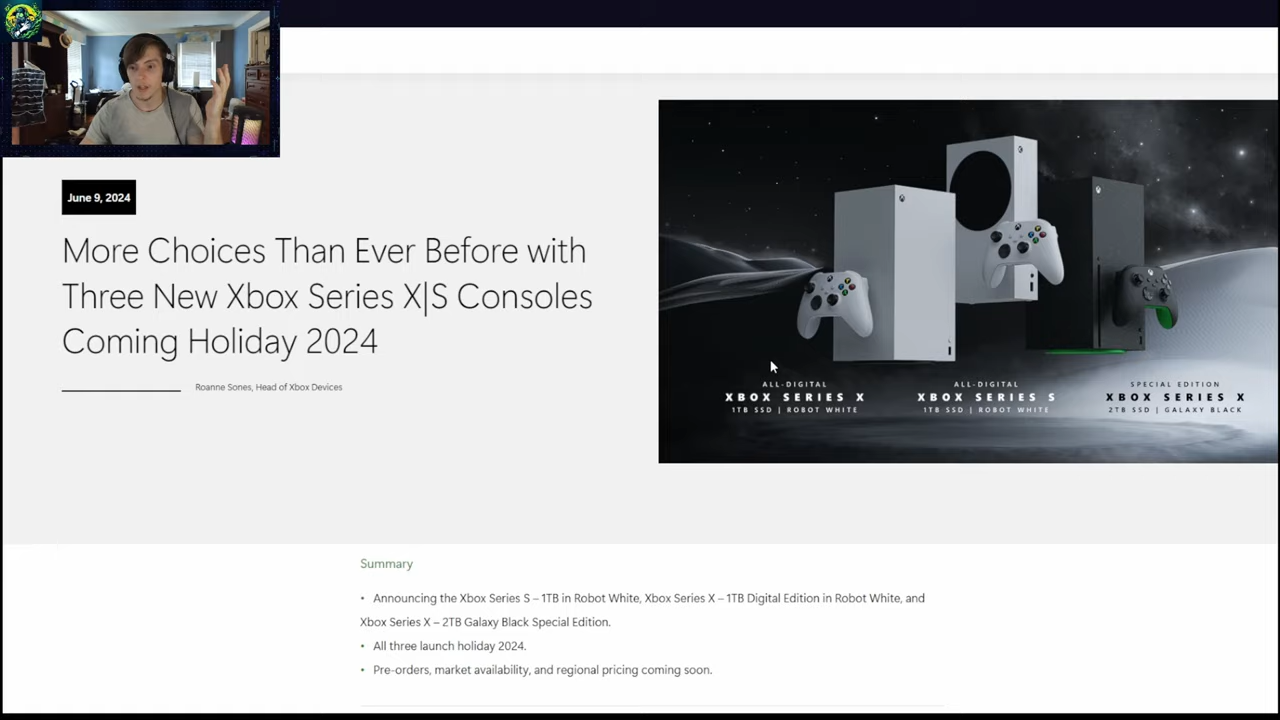 June 9, 2024
More Choices Than Ever Before with
Three New Xbox Series X|S Consoles
Coming Holiday 2024
Roanne Sones, Head of Xbox Devices
ALL-DIGITAL
XBOX SERIES X
1TB SSD | ROBOT WHITE
ALL-DIGITAL
XBOX SERIES S
1TB SSD | ROBOT WHITE
SPECIAL EDITION
XBOX SERIES X
2TB SSD | GALAXY BLACK
Summary
• Announcing the Xbox Series S – 1TB in Robot White, Xbox Series X – 1TB Digital Edition in Robot White, and
Xbox Series X – 2TB Galaxy Black Special Edition.
• All three launch holiday 2024.
• Pre-orders, market availability, and regional pricing coming soon.